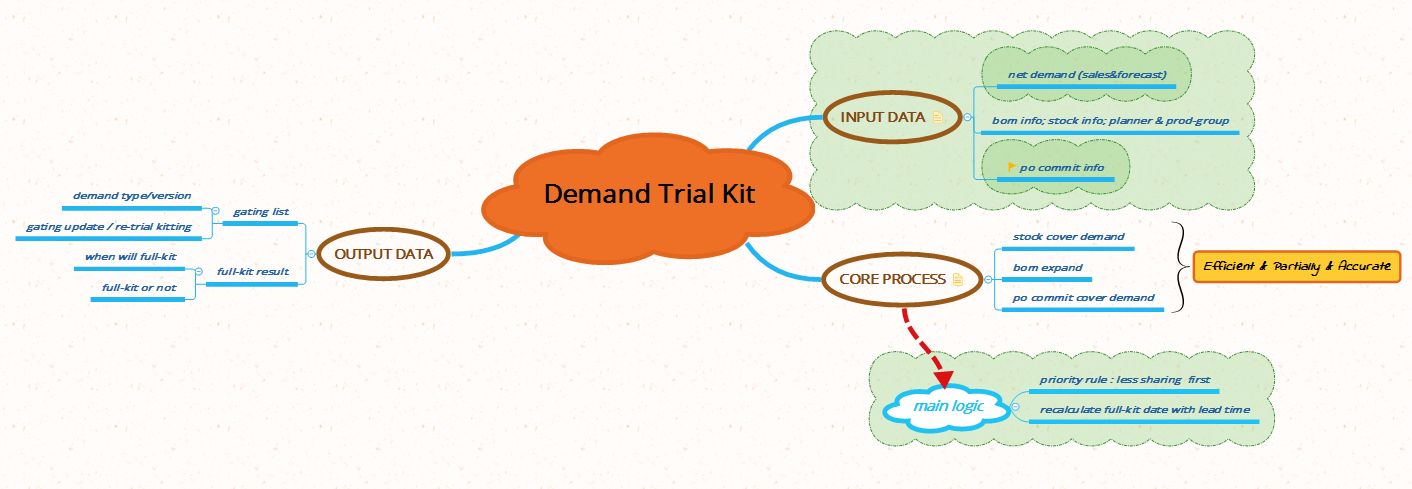 Demand Trial Kit
INPUT DATA
net demand (sales&forecast)
bom info; stock info; planner & prod-group
po commit info
CORE PROCESS
stock cover demand
bom expand
po commit cover demand
Efficient & Partially & Accurate
main logic
priority rule : less sharing first
recalculate full-kit date with lead time
OUTPUT DATA
gating list
demand type/version
gating update / re-trial kitting
full-kit result
when will full-kit
full-kit or not